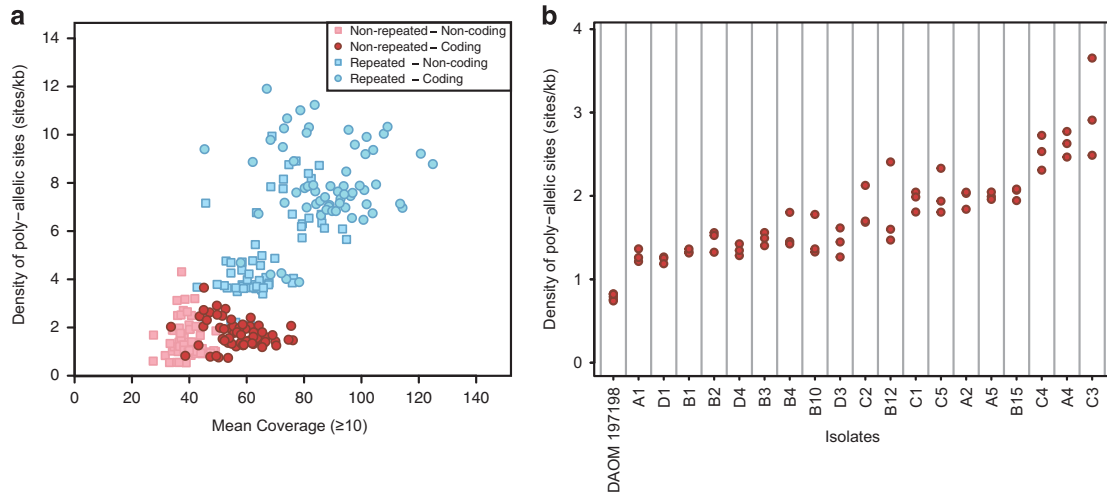 a
Density of poly-allelic sites (sites/kb)
14
12
10
8
6
4
2
0
0 20 40 60 80 100 120 140
Mean Coverage (≥10)
Non-repeated – Non-coding
Non-repeated – Coding
Repeated – Non-coding
Repeated – Coding
b
Density of poly-allelic sites (sites/kb)
4
3
2
1
0
DAOM 197198 A1 D1 B1 B2 D4 B3 B4 B10 D3 C2 B12 C1 C5 A2 A5 B15 C4 A4 C3
Isolates